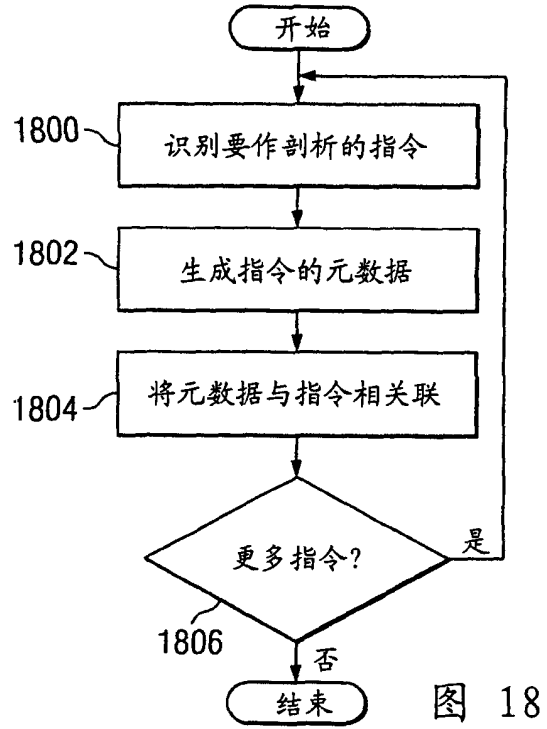 开始
1800
识别要作剖析的指令
1802
生成指令的元数据
1804
将元数据与指令相关联
更多指令?
是
1806
否
结束
图 18